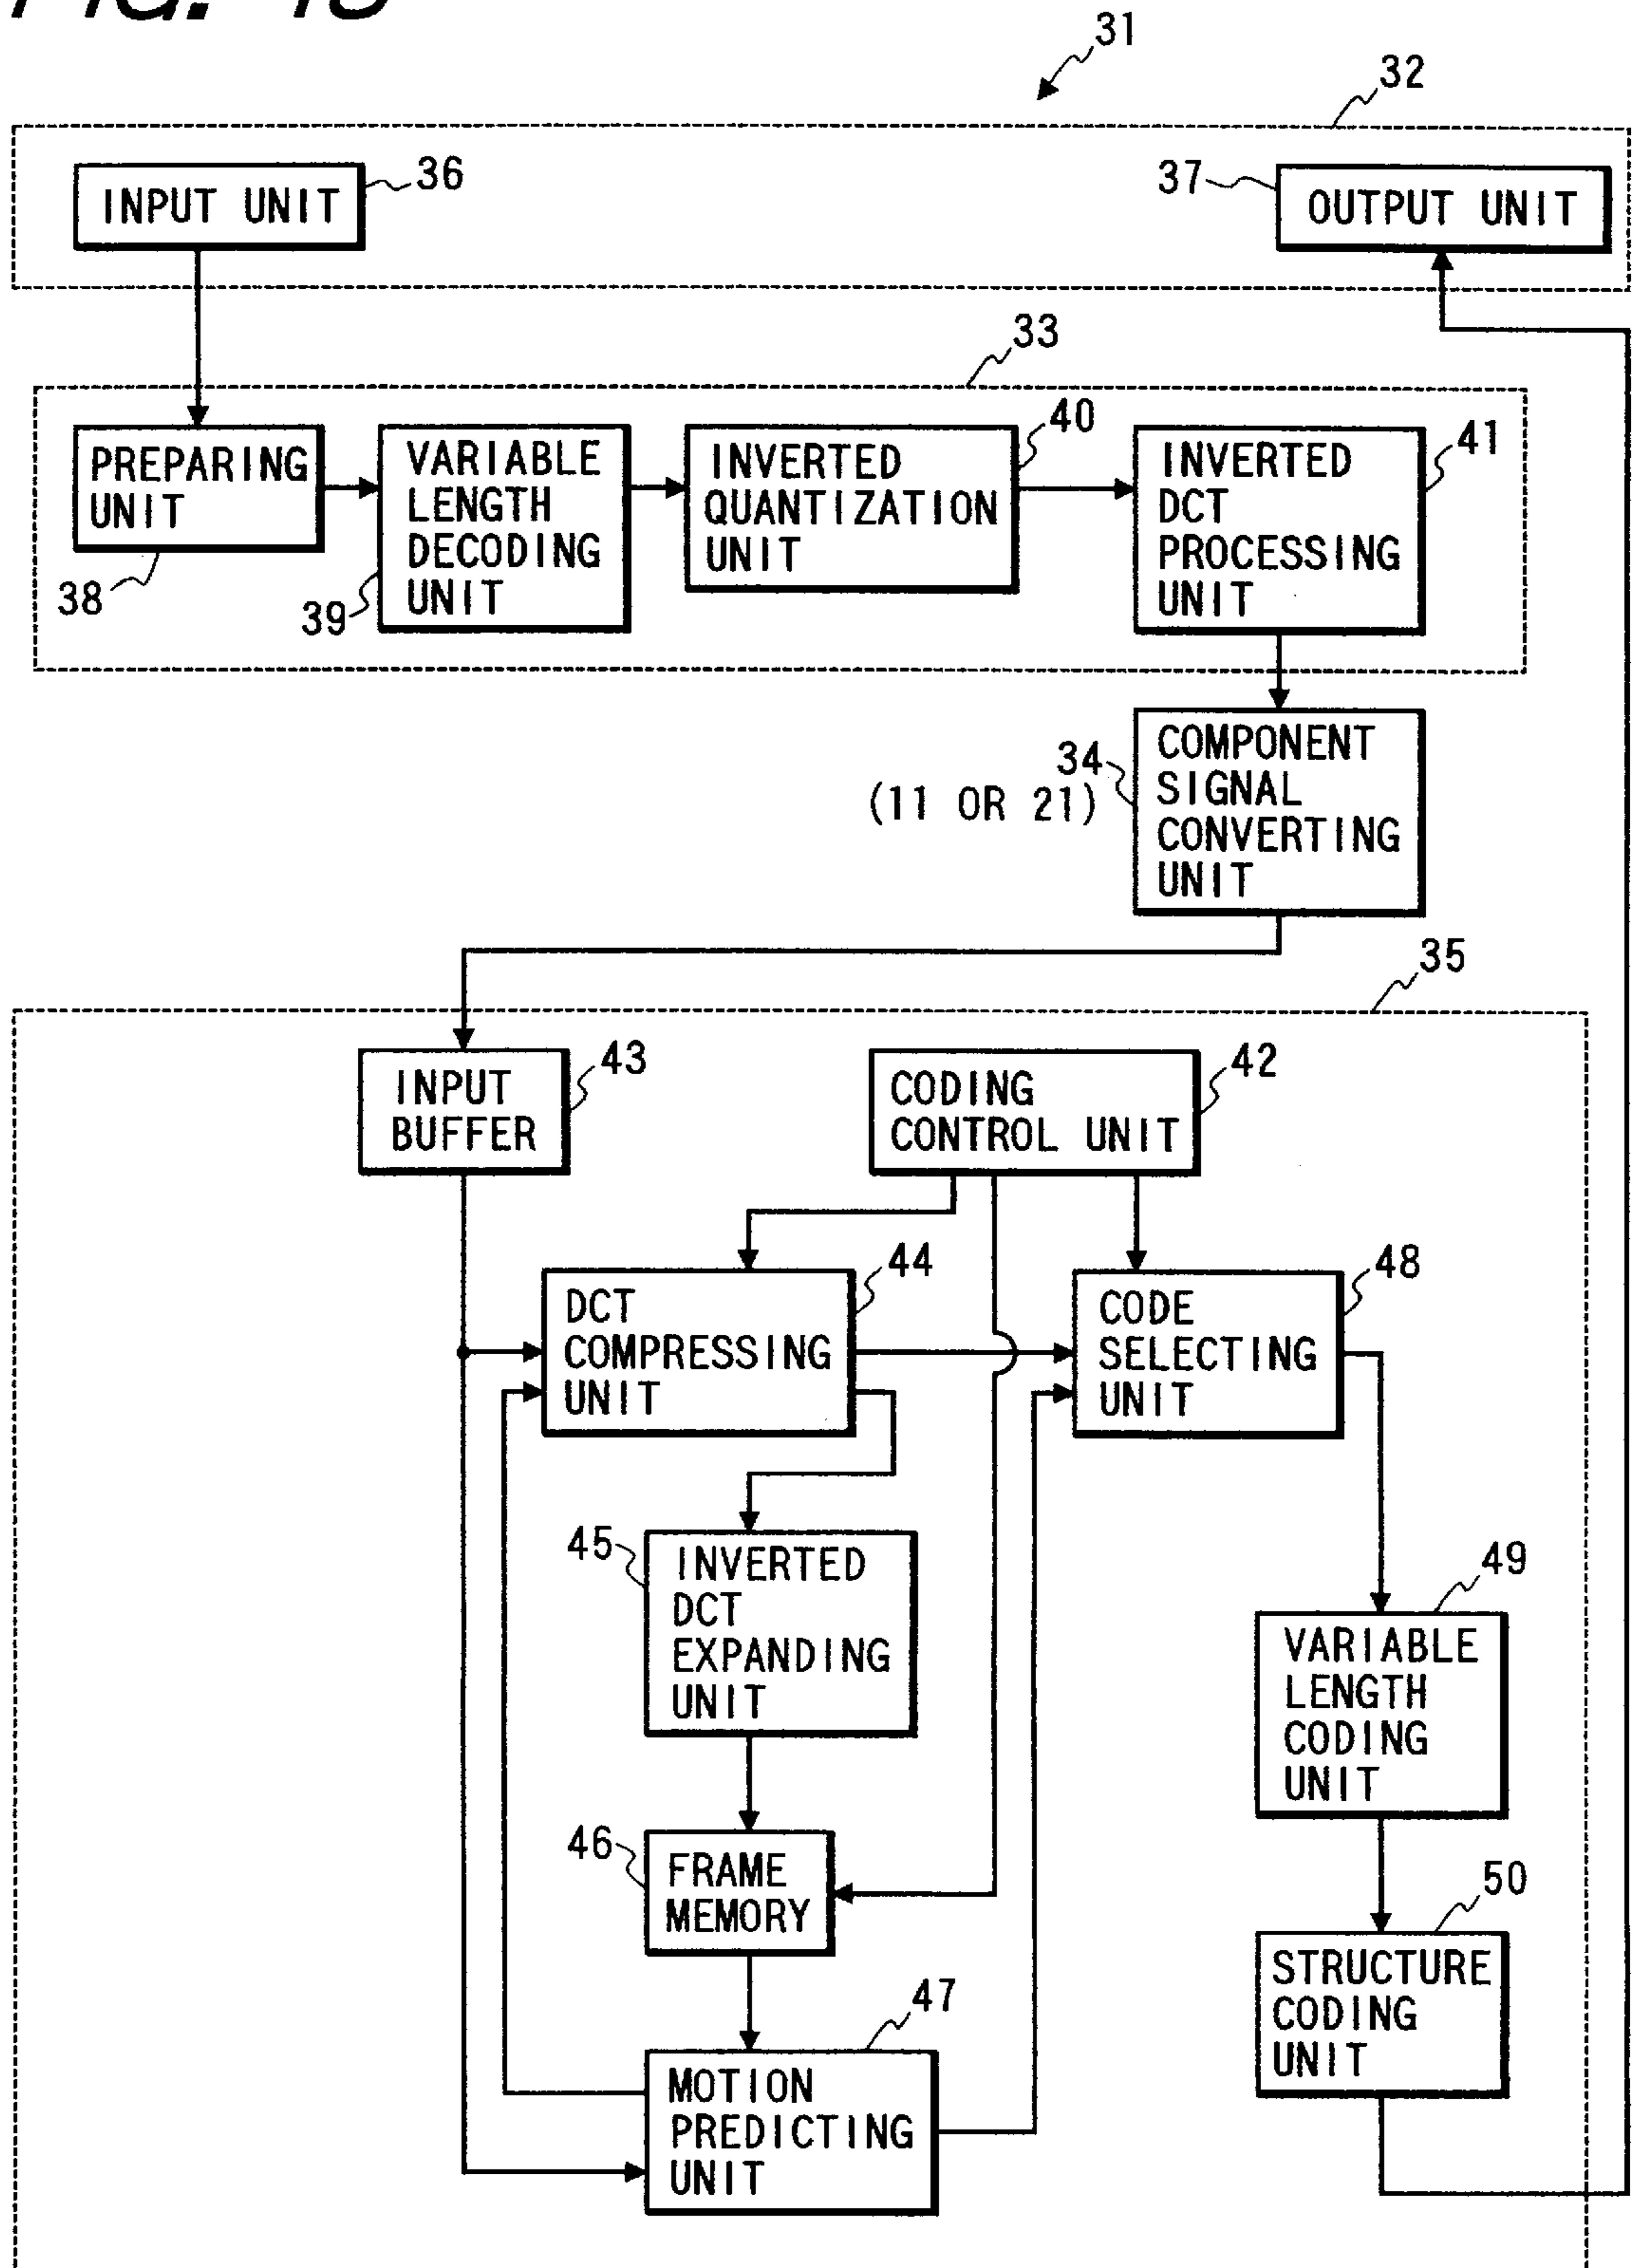 FIG.
31
32
INPUT UNIT
36
37
OUTPUT UNIT
33
PREPARING
UNIT
38
VARIABLE
LENGTH
DECODING
UNIT
39
INVERTED
QUANTIZATION
UNIT
40
INVERTED
DCT
PROCESSING
UNIT
41
34
(11 OR 21)
COMPONENT
SIGNAL
CONVERTING
UNIT
35
INPUT
BUFFER
43
CODING
CONTROL UNIT
42
DCT
COMPRESSING
UNIT
44
CODE
SELECTING
UNIT
48
45
INVERTED
DCT
EXPANDING
UNIT
49
VARIABLE
LENGTH
CODING
UNIT
46
FRAME
MEMORY
50
STRUCTURE
CODING
UNIT
47
MOTION
PREDICTING
UNIT